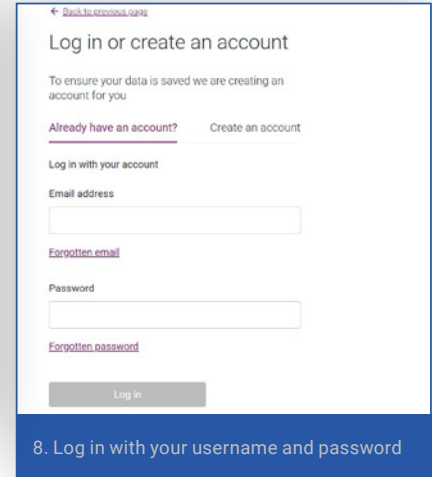 ← Back to previous page
Log in or create an account
To ensure your data is saved we are creating an
account for you
Already have an account? Create an account
Log in with your account
Email address
Forgotten email
Password
Forgotten password
Log in
8. Log in with your username and password